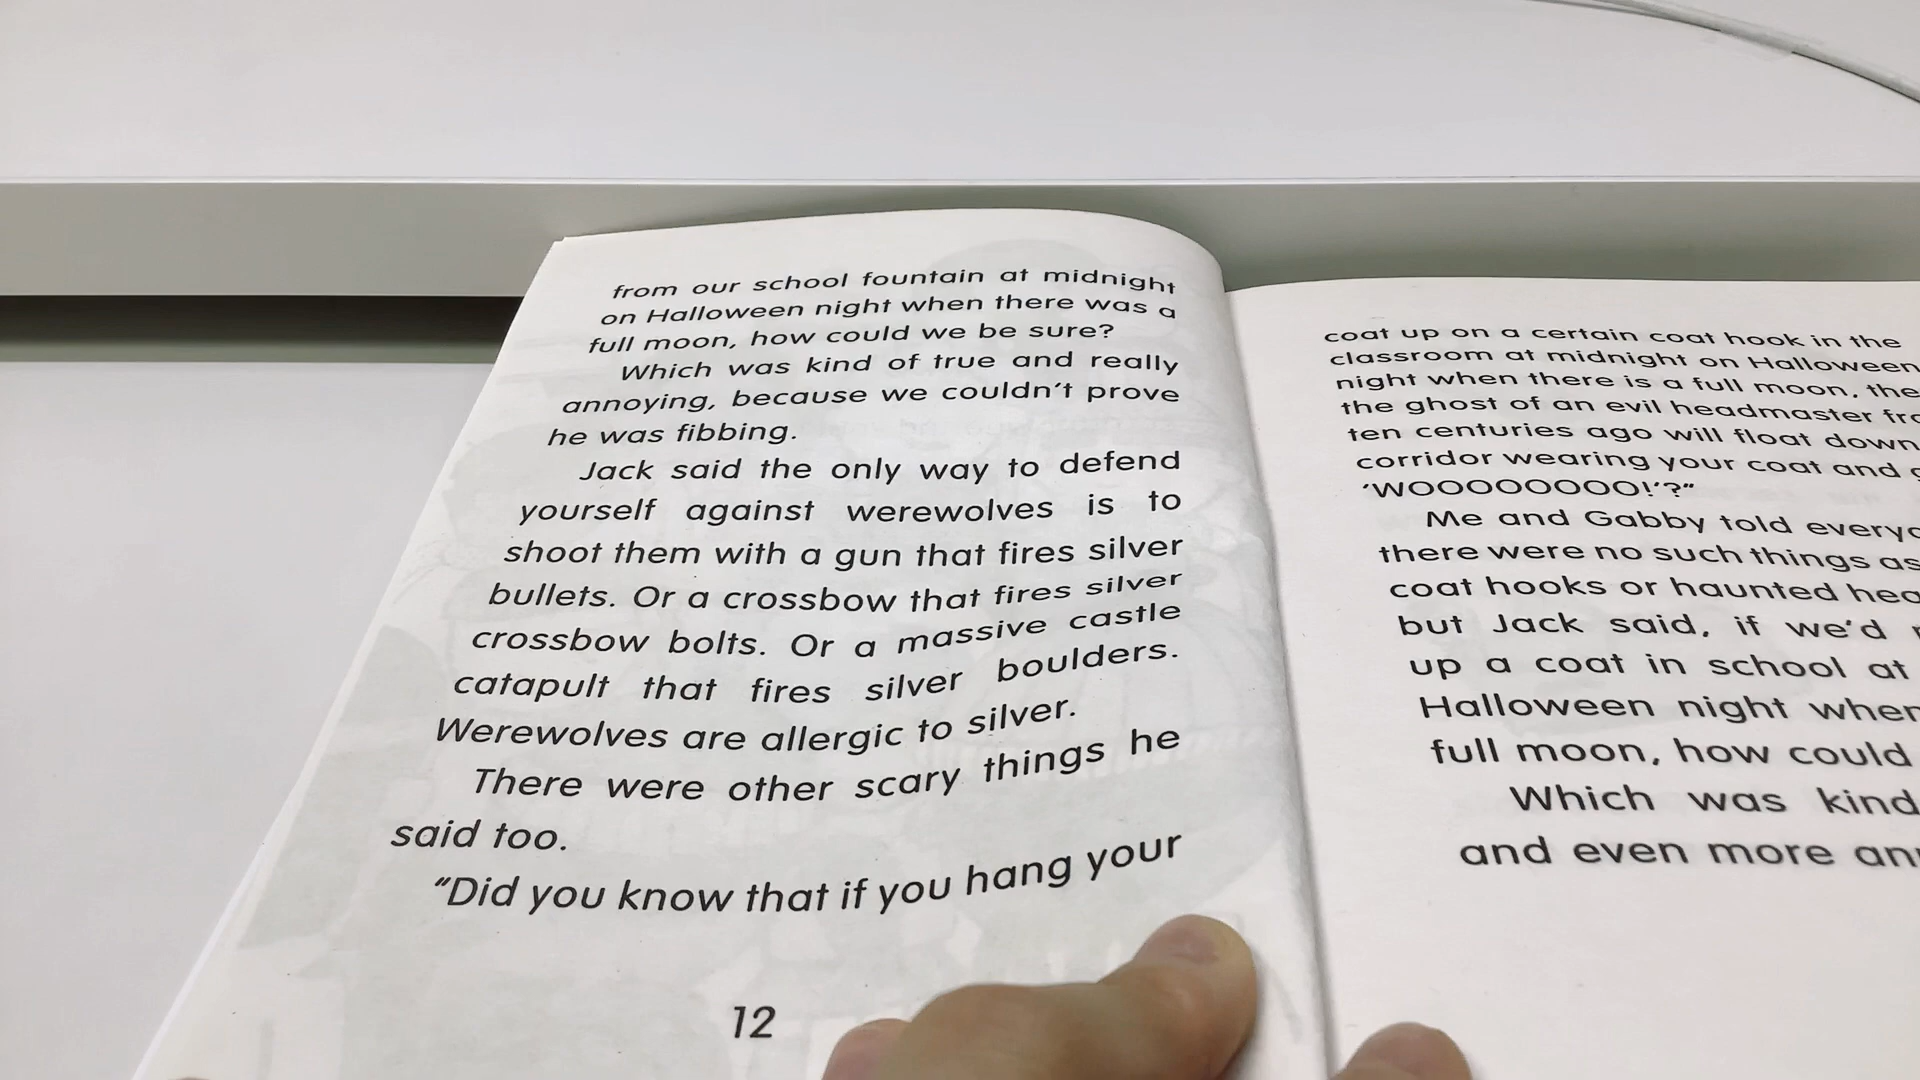 from our school fountain at midnight
on Halloween night when there was a
full moon, how could we be sure?
Which was kind of true and really
annoying, because we couldn't prove
he was fibbing.
Jack said the only way to defend
yourself against werewolves is to
shoot them with a gun that fires silver
bullets. Or a crossbow that fires silver
crossbow bolts. Or a massive castle
catapult that fires silver boulders.
Werewolves are allergic to silver.
There were other scary things he
said too.
"Did you know that if you hang your
12
coat up on a certain coat hook in the
classroom at midnight on Halloween
night when there is a full moon, the
the ghost of an evil headmaster
ten centuries ago will float down
corridor wearing your coat and
'WOOOOOOOOO!'?"
Me and Gabby told
there were no such things as
coat hooks or haunted
but Jack said, if we'd
up a coat in school at
Halloween night when
full moon, how could
Which was kind
and even more